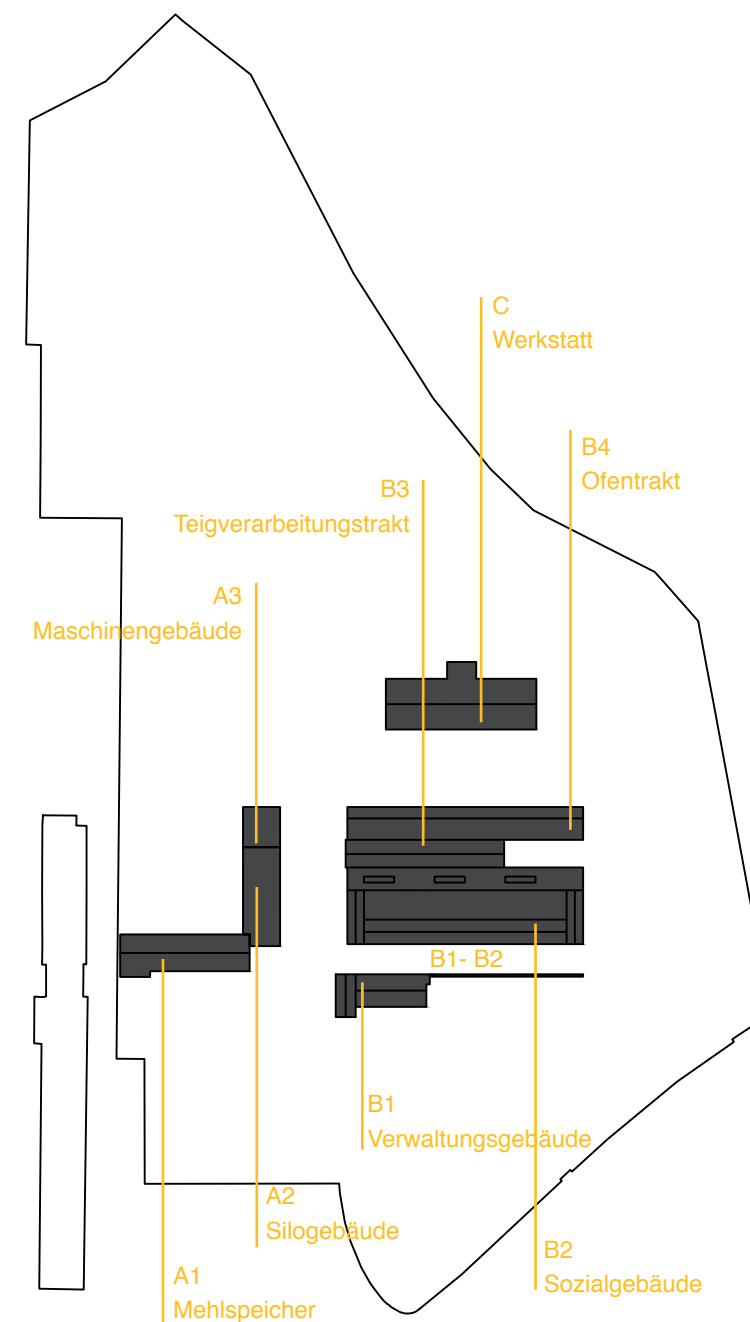 C
Werkstatt
B4
Ofentrakt
B3
Teigverarbeitungstrakt
A3
Maschinengebäude
B1- B2
B1
Verwaltungsgebäude
A2
Silogebäude
B2
Sozialgebäude
A1
Mehlspeicher